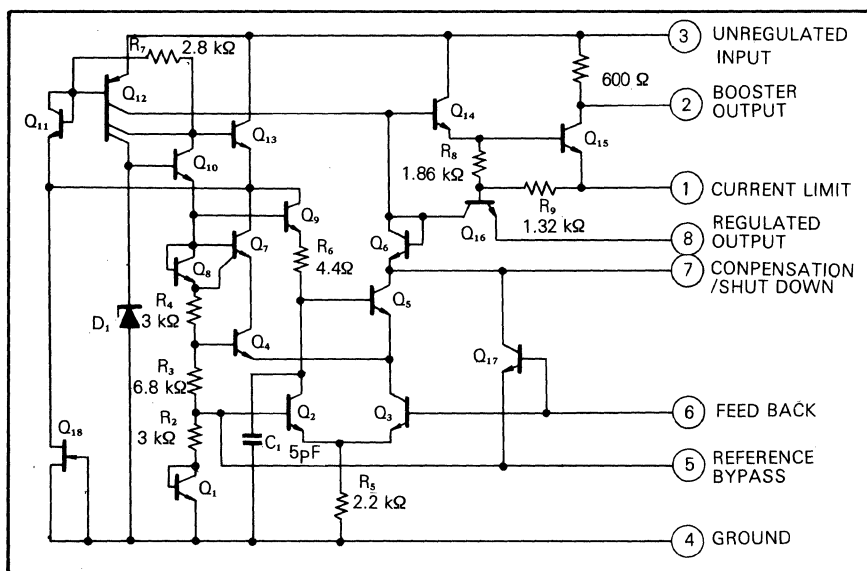 R7
2.8 kΩ
3 UNREGULATED
INPUT
600 Ω
Q11
Q12
Q13
Q14
2 BOOSTER
OUTPUT
Q15
Q10
R8
1.86 kΩ
R9
1.32 kΩ
1 CURRENT LIMIT
Q9
Q16
8 REGULATED
OUTPUT
Q8
Q7
R6
4.4Ω
Q6
7 CONPENSATION
/SHUT DOWN
R4
3 kΩ
Q5
D1
Q4
Q17
R3
6.8 kΩ
R2
3 kΩ
Q2
Q3
6 FEED BACK
Q18
C1
5pF
5 REFERENCE
BYPASS
Q1
R5
2.2 kΩ
4 GROUND